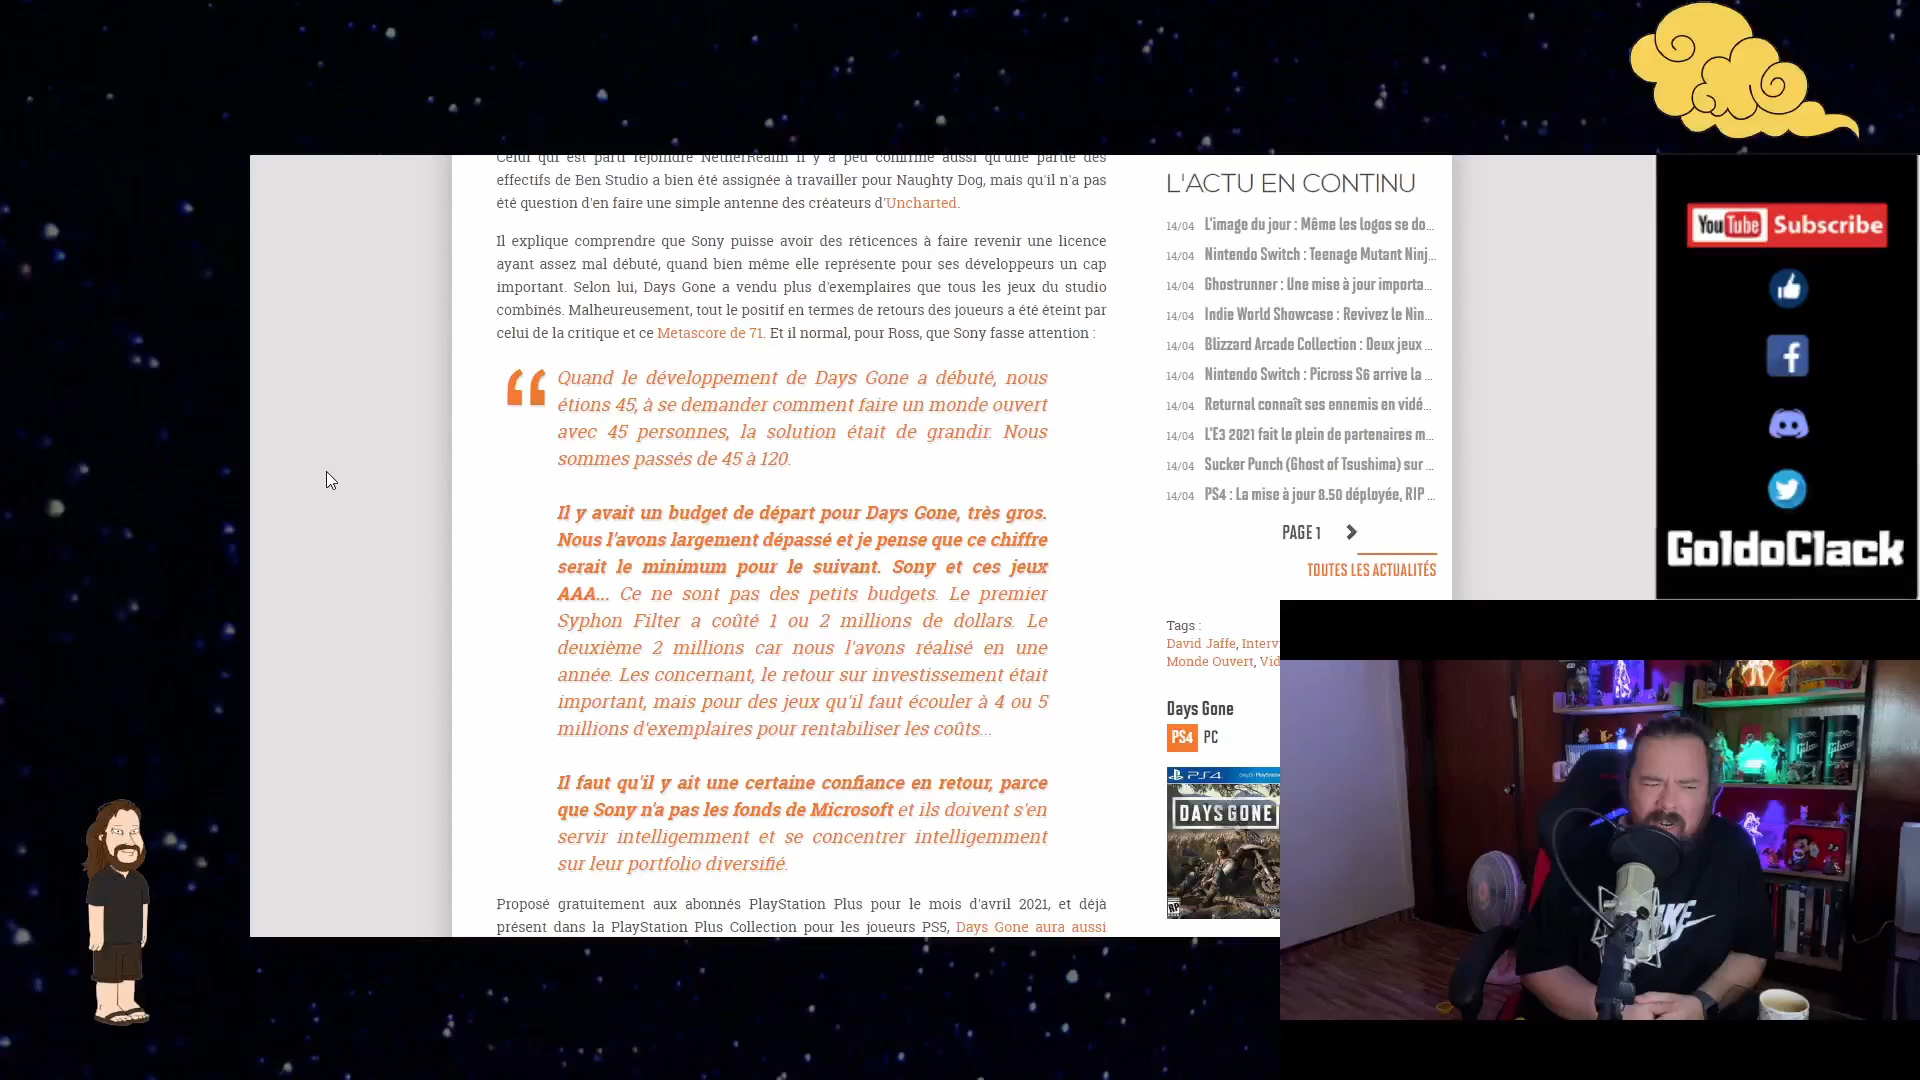 Celui qui est parti rejoindre NetherRealm il y a peu confirme aussi qu'une partie des
effectifs de Ben Studio a bien été assignée à travailler pour Naughty Dog, mais qu'il n'a pas
été question d'en faire une simple antenne des créateurs d'Uncharted.
Il explique comprendre que Sony puisse avoir des réticences à faire revenir une licence
ayant assez mal débuté, quand bien même elle représente pour ses développeurs un cap
important. Selon lui, Days Gone a vendu plus d'exemplaires que tous les jeux du studio
combinés. Malheureusement, tout le positif en termes de retours des joueurs a été éteint par
celui de la critique et ce Metascore de 71. Et il normal, pour Ross, que Sony fasse attention :
“ Quand le développement de Days Gone a débuté, nous
étions 45, à se demander comment faire un monde ouvert
avec 45 personnes, la solution était de grandir. Nous
sommes passés de 45 à 120.
Il y avait un budget de départ pour Days Gone, très gros.
Nous l'avons largement dépassé et je pense que ce chiffre
serait le minimum pour le suivant. Sony et ces jeux
AAA... Ce ne sont pas des petits budgets. Le premier
Syphon Filter a coûté 1 ou 2 millions de dollars. Le
deuxième 2 millions car nous l'avons réalisé en une
année. Les concernant, le retour sur investissement était
important, mais pour des jeux qu'il faut écouler à 4 ou 5
millions d'exemplaires pour rentabiliser les coûts...
Il faut qu'il y ait une certaine confiance en retour, parce
que Sony n'a pas les fonds de Microsoft et ils doivent s'en
servir intelligemment et se concentrer intelligemment
sur leur portfolio diversifié.
Proposé gratuitement aux abonnés PlayStation Plus pour le mois d'avril 2021, et déjà
présent dans la PlayStation Plus Collection pour les joueurs PS5, Days Gone aura aussi
L'ACTU EN CONTINU
14/04 L'image du jour : Même les logos se do...
14/04 Nintendo Switch : Teenage Mutant Ninj...
14/04 Ghostrunner : Une mise à jour importa...
14/04 Indie World Showcase : Revivez le Nin...
14/04 Blizzard Arcade Collection : Deux jeux ...
14/04 Nintendo Switch : Picross S6 arrive la ...
14/04 Returnal connaît ses ennemis en vidé...
14/04 L'E3 2021 fait le plein de partenaires m...
14/04 Sucker Punch (Ghost of Tsushima) sur ...
14/04 PS4 : La mise à jour 8.50 déployée, RIP ...
PAGE 1
TOUTES LES ACTUALITÉS
Tags :
David Jaffe, Interv
Monde Ouvert, Vid
Days Gone
PS4 PC
PS4
DAYS GONE
RP
YouTube Subscribe
GoldoClack